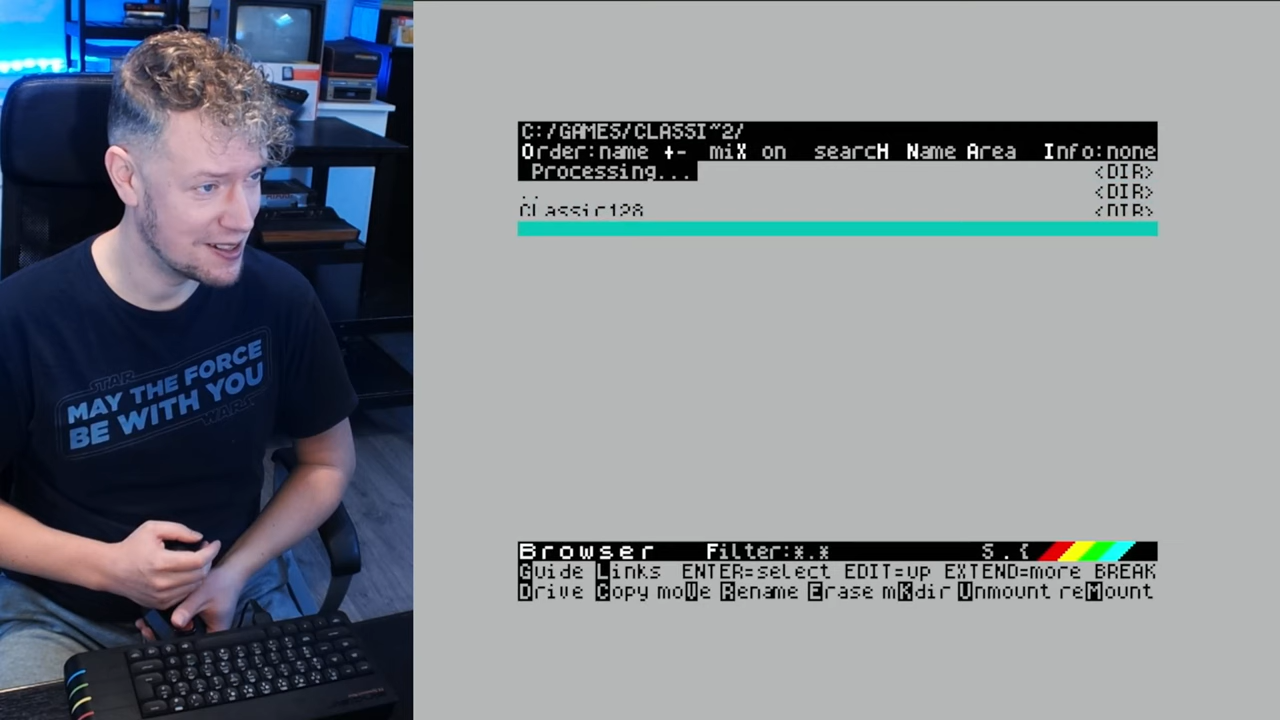 STAR
MAY THE FORCE
BE WITH YOU
WARS
C:/GAMES/CLASSI~2/
Order:name +- miX on searcH Name Area Info:none
Processing... <DIR>
.. <DIR>
Classic128 <DIR>
Browser Filter:*.* S.{
Guide Links ENTER=select EDIT=up EXTEND=more BREAK
Drive Copy moVe Rename Erase mKdir Unmount reMount